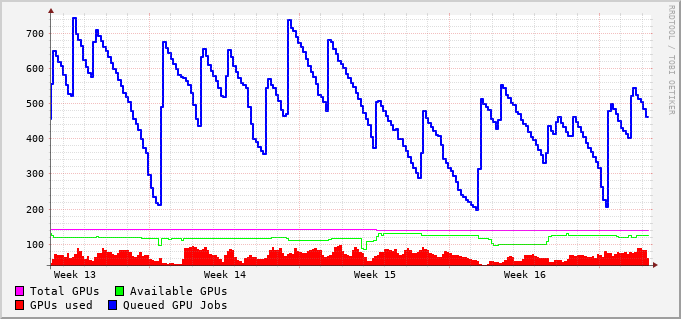 700
600
500
400
300
200
100
Week 13 Week 14 Week 15 Week 16
Total GPUs Available GPUs
GPUs used Queued GPU Jobs
RRDTOOL / TOBI OETIKER